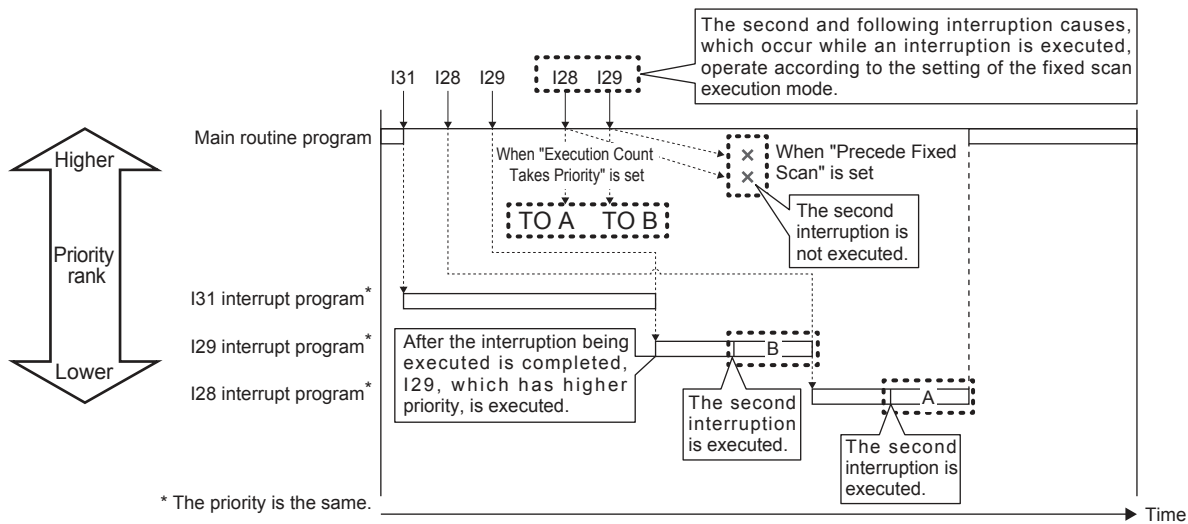 The second and following interruption causes,
which occur while an interruption is executed,
operate according to the setting of the fixed scan
execution mode.
I31 I28 I29 I28 I29
Main routine program
Higher
Priority
rank
Lower
When "Execution Count
Takes Priority" is set
TO A TO B
×
×
When "Precede Fixed
Scan" is set
The second
interruption is
not executed.
I31 interrupt program*
I29 interrupt program*
I28 interrupt program*
After the interruption being
executed is completed,
I29, which has higher
priority, is executed.
B
The second
interruption
is executed.
A
The second
interruption is
executed.
* The priority is the same.
Time